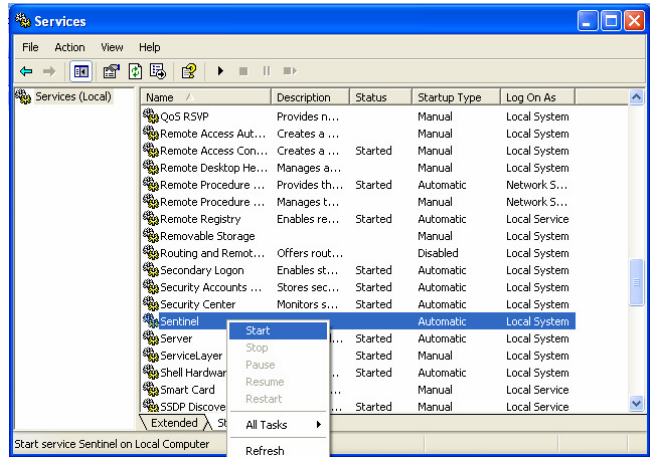 Services
File Action View Help
Services (Local)
Name Description Status Startup Type Log On As
QoS RSVP Provides n... Manual Local System
Remote Access Aut... Creates a ... Manual Local System
Remote Access Con... Creates a ... Started Manual Local System
Remote Desktop He... Manages a... Manual Local System
Remote Procedure ... Provides th... Started Automatic Network S...
Remote Procedure ... Manages t... Manual Network S...
Remote Registry Enables re... Started Automatic Local Service
Removable Storage Manual Local System
Routing and Remot... Offers rout... Disabled Local System
Secondary Logon Enables st... Started Automatic Local System
Security Accounts ... Stores sec... Started Automatic Local System
Security Center Monitors s... Started Automatic Local System
Sentinel Automatic Local System
Start
Server ... Started Automatic Local System
Stop
ServiceLayer Started Manual Local System
Pause
Shell Hardwar .. Started Automatic Local System
Resume
Smart Card ... Manual Local Service
Restart
SSDP Discove ... Started Manual Local Service
Extended St
All Tasks
Start service Sentinel on Local Computer
Refresh